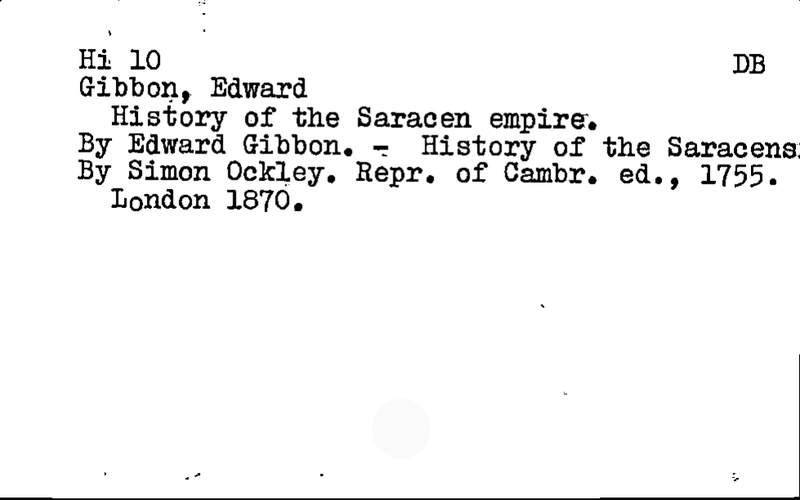 Hi 10 DB
Gibbon, Edward
History of the Saracen empire.
By Edward Gibbon. - History of the Saracens.
By Simon Ockley. Repr. of Cambr. ed., 1755.
London 1870.